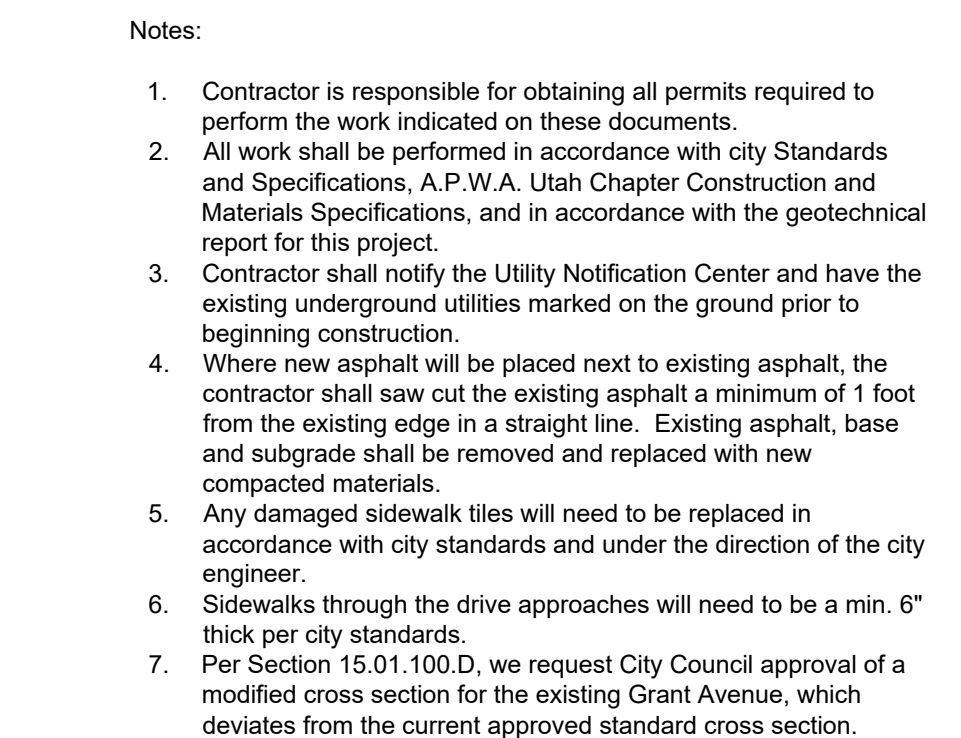 Notes:
1. Contractor is responsible for obtaining all permits required to
perform the work indicated on these documents.
2. All work shall be performed in accordance with city Standards
and Specifications, A.P.W.A. Utah Chapter Construction and
Materials Specifications, and in accordance with the geotechnical
report for this project.
3. Contractor shall notify the Utility Notification Center and have the
existing underground utilities marked on the ground prior to
beginning construction.
4. Where new asphalt will be placed next to existing asphalt, the
contractor shall saw cut the existing asphalt a minimum of 1 foot
from the existing edge in a straight line.  Existing asphalt, base
and subgrade shall be removed and replaced with new
compacted materials.
5. Any damaged sidewalk tiles will need to be replaced in
accordance with city standards and under the direction of the city
engineer.
6. Sidewalks through the drive approaches will need to be a min. 6"
thick per city standards.
7. Per Section 15.01.100.D, we request City Council approval of a
modified cross section for the existing Grant Avenue, which
deviates from the current approved standard cross section.